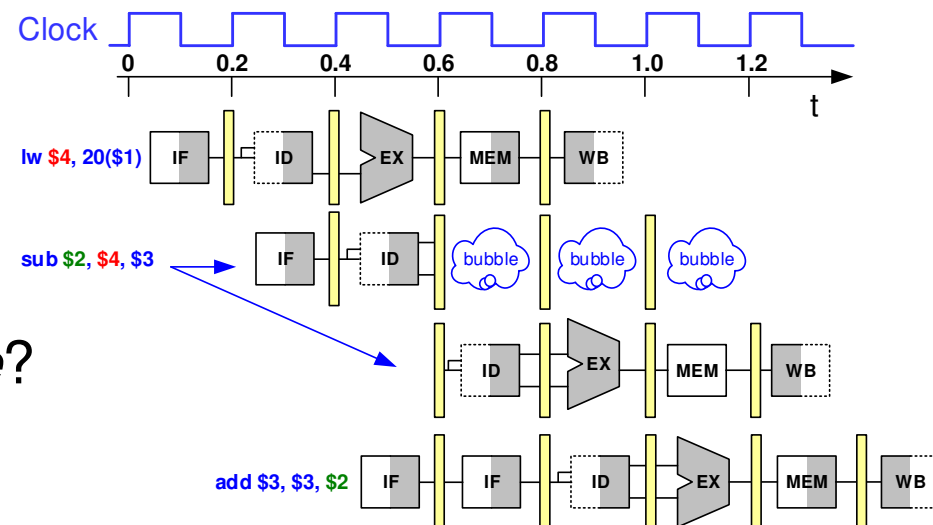 Clock
0 0.2 0.4 0.6 0.8 1.0 1.2
t
lw $4, 20($1) IF ID EX MEM WB
sub $2, $4, $3 IF ID bubble bubble bubble
?
ID EX MEM WB
add $3, $3, $2 IF IF ID EX MEM WB